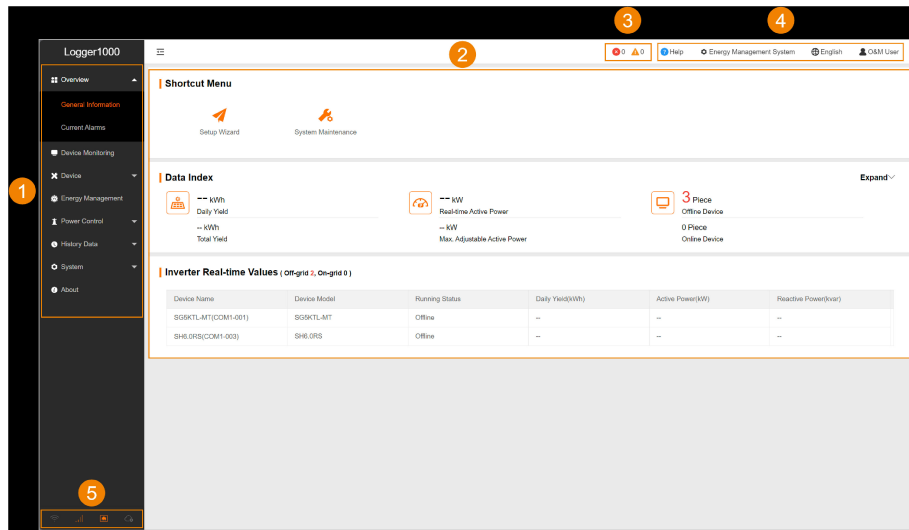 3
4
Logger1000
2
0 0 Help Energy Management System English O&M User
Overview
General Information
Current Alarms
Device Monitoring
Device
1
Energy Management
Power Control
History Data
System
About
5
Shortcut Menu
Setup Wizard System Maintenance
Data Index Expand
-- kWh -- kW 3 Piece
Daily Yield Real-time Active Power Offline Device
-- kWh -- kW 0 Piece
Total Yield Max. Adjustable Active Power Online Device
Inverter Real-time Values ( Off-grid 2, On-grid 0 )
Device Name Device Model Running Status Daily Yield(kWh) Active Power(kW) Reactive Power(kvar)
SG5KTL-MT(COM1-001) SG5KTL-MT Offline -- -- --
SH6.0RS(COM1-003) SH6.0RS Offline -- -- --